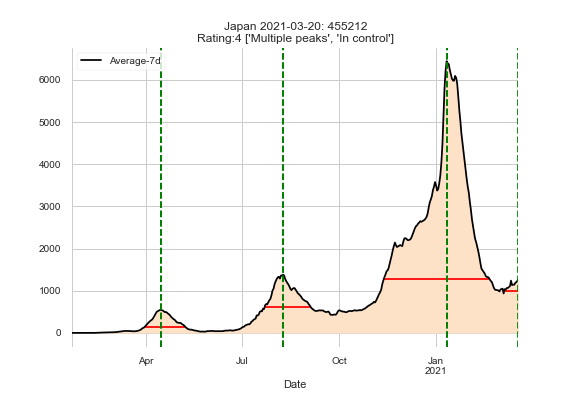 Japan 2021-03-20: 455212
Rating:4 ['Multiple peaks', 'In control']
Average-7d
6000
5000
4000
3000
2000
1000
0
Apr
Jul
Oct
Jan
2021
Date